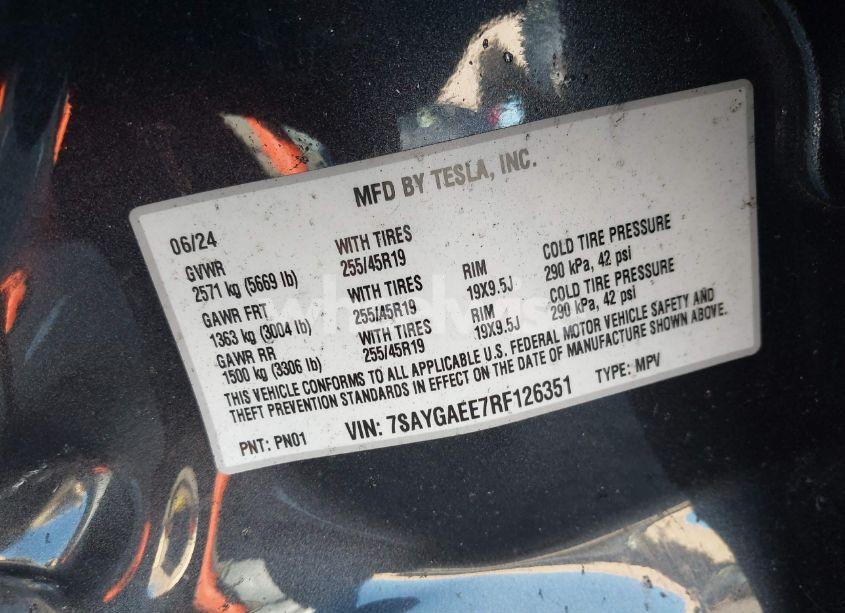 MFD BY TESLA, INC.
06/24
GVWR WITH TIRES
2571 kg (5669 lb) 255/45R19 RIM COLD TIRE PRESSURE
GAWR FRT WITH TIRES 19X9.5J 290 kPa, 42 psi
1363 kg (3004 lb) 255/45R19 RIM COLD TIRE PRESSURE
GAWR RR WITH TIRES 19X9.5J 290 kPa, 42 psi
1500 kg (3306 lb) 255/45R19
THIS VEHICLE CONFORMS TO ALL APPLICABLE U.S. FEDERAL MOTOR VEHICLE SAFETY AND
THEFT PREVENTION STANDARDS IN EFFECT ON THE DATE OF MANUFACTURE SHOWN ABOVE.
PNT: PN01 VIN: 7SAYGAEE7RF126351 TYPE: MPV